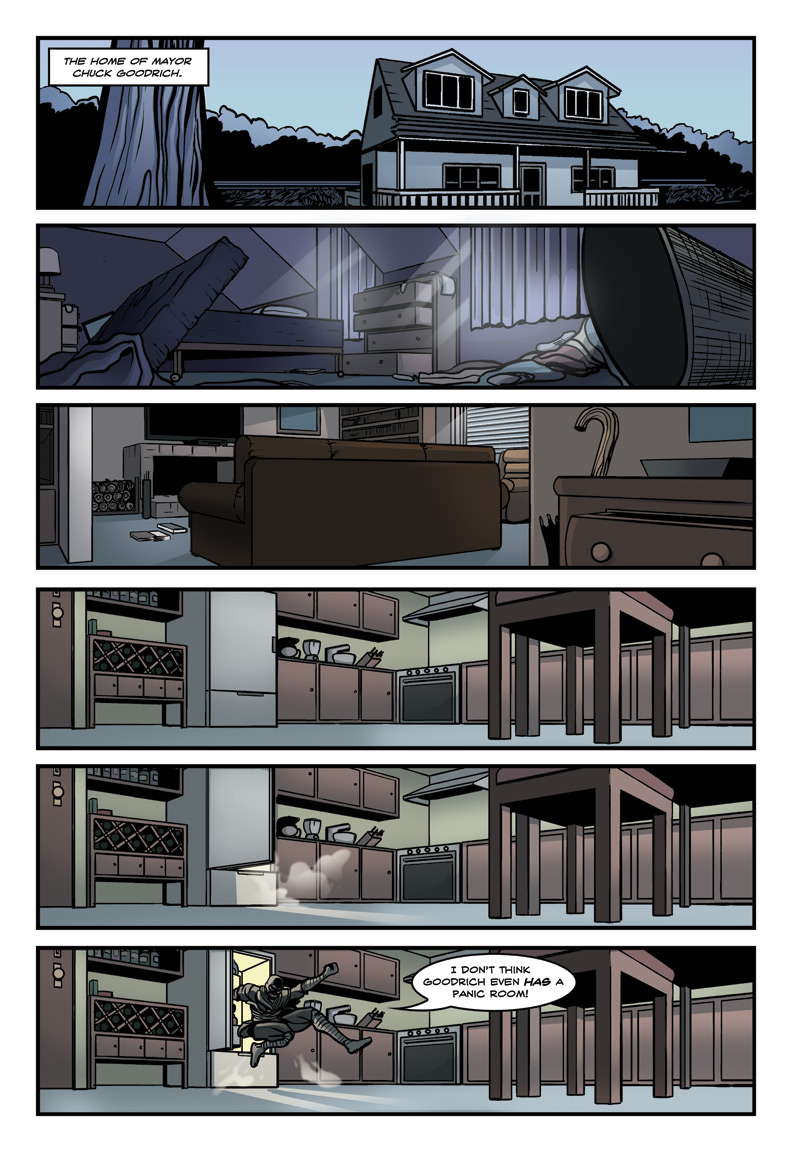 THE HOME OF MAYOR
CHUCK GOODRICH.
I DON'T THINK
GOODRICH EVEN HAS A
PANIC ROOM!